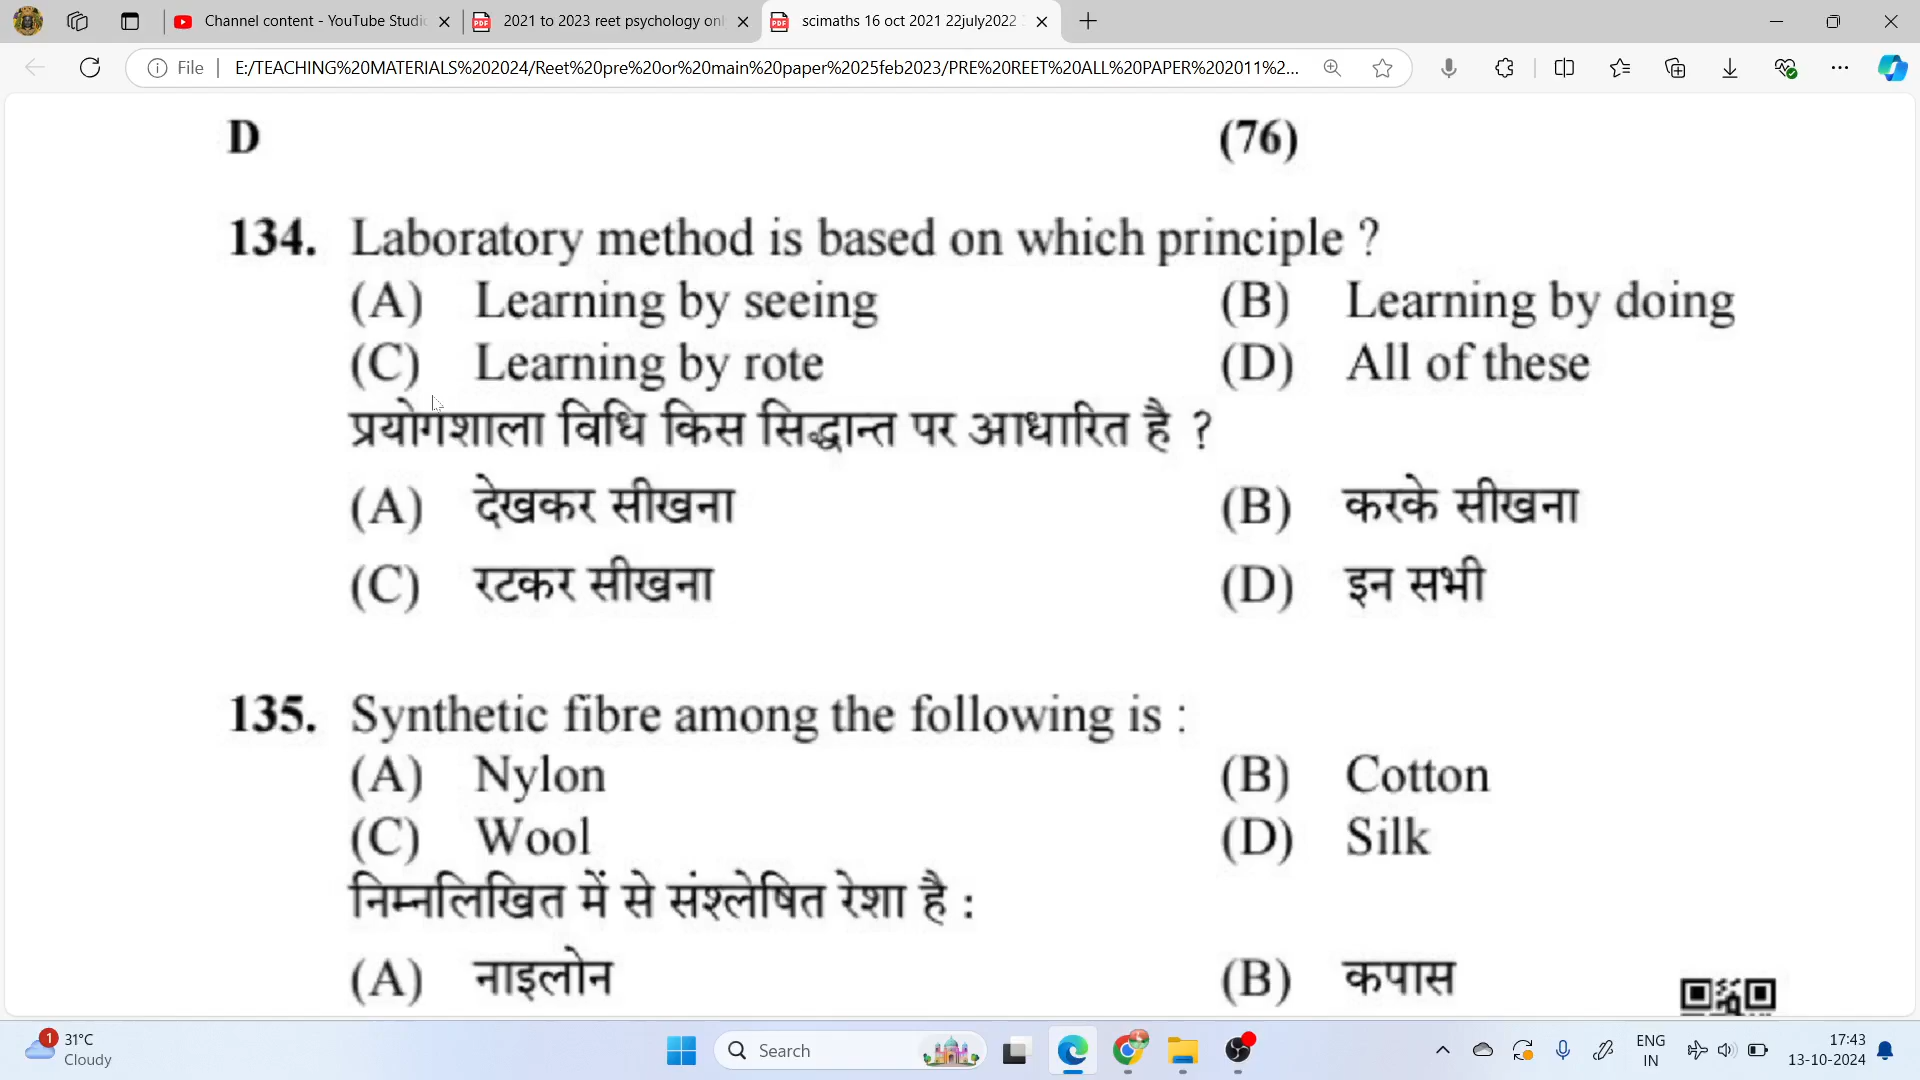 Channel content - YouTube Studio
2021 to 2023 reet psychology onl
scimaths 16 oct 2021 22july2022
File
E:/TEACHING%20MATERIALS%202024/Reet%20pre%20or%20main%20paper%2025feb2023/PRE%20REET%20ALL%20PAPER%202011%2...
D (76)
134. Laboratory method is based on which principle ?
(A) Learning by seeing (B) Learning by doing
(C) Learning by rote (D) All of these
प्रयोगशाला विधि किस सिद्धान्त पर आधारित है ?
(A) देखकर सीखना (B) करके सीखना
(C) रटकर सीखना (D) इन सभी
135. Synthetic fibre among the following is :
(A) Nylon (B) Cotton
(C) Wool (D) Silk
निम्नलिखित में से संश्लेषित रेशा है :
(A) नाइलोन (B) कपास
1 31°C
Cloudy
Search
ENG
IN
17:43
13-10-2024